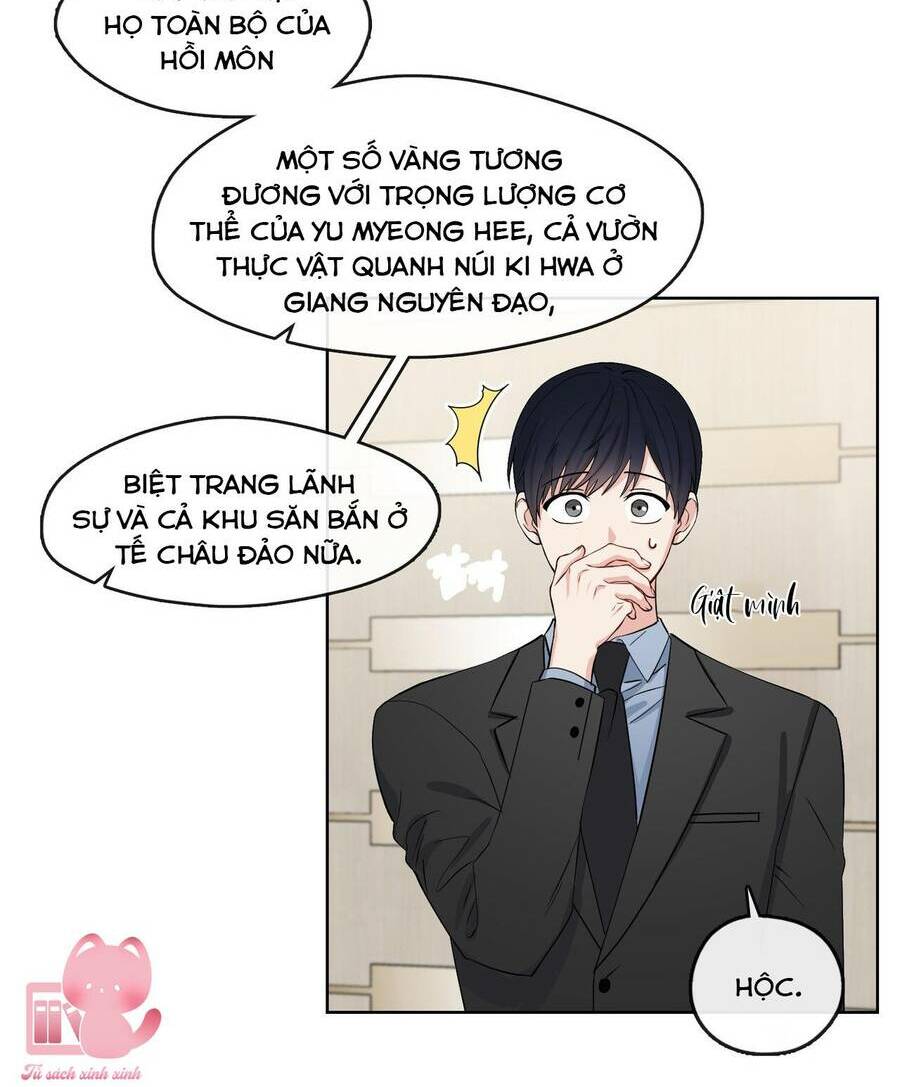 HỌ TOÀN BỘ CỦA
HỒI MÔN
MỘT SỐ VÀNG TƯƠNG
ĐƯƠNG VỚI TRỌNG LƯỢNG CƠ
THỂ CỦA YU MYEONG HEE, CẢ VƯỜN
THỰC VẬT QUANH NÚI KI HWA Ở
GIANG NGUYÊN ĐẠO,
BIỆT TRANG LÃNH
SỰ VÀ CẢ KHU SĂN BẮN Ở
TẾ CHÂU ĐẢO NỮA.
Giật mình
HỘC.
Tủ sách xinh xinh